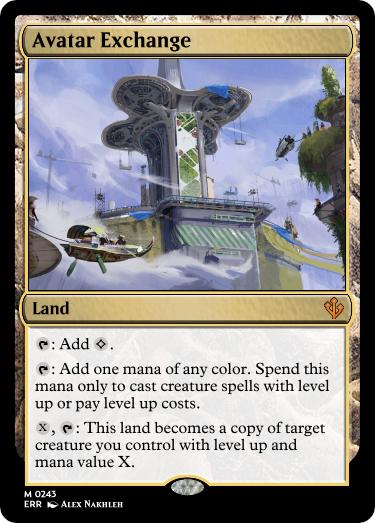 Avatar Exchange
Land
: Add .
: Add one mana of any color. Spend this
mana only to cast creature spells with level
up or pay level up costs.
X, : This land becomes a copy of target
creature you control with level up and
mana value X.
M 0243
ERR Alex Nakhleh